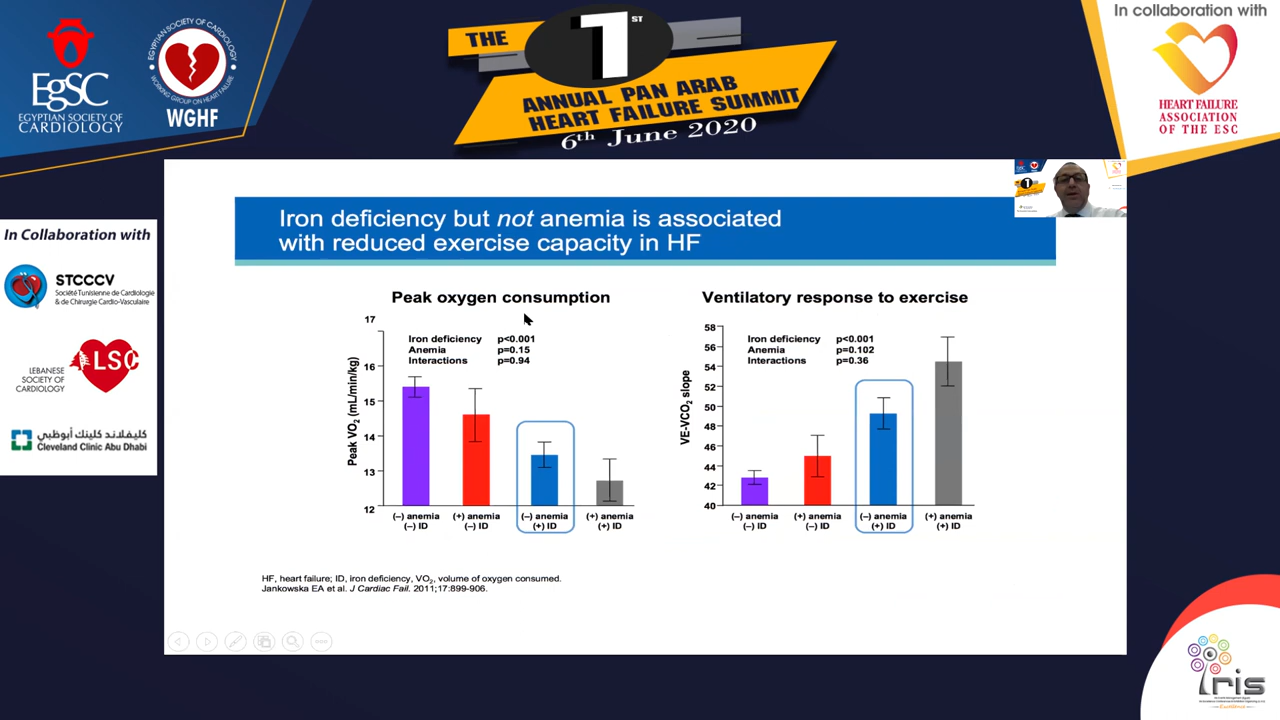 EgSC
EGYPTIAN SOCIETY OF
CARDIOLOGY
EGYPTIAN SOCIETY OF CARDIOLOGY
WORKING GROUP ON HEART FAILURE
WGHF
THE 1ST
ANNUAL PAN ARAB
HEART FAILURE SUMMIT
6th June 2020
In collaboration with
HEART FAILURE
ASSOCIATION
OF THE ESC
In Collaboration with
STCCCV
Société Tunisienne de Cardiologie
& de Chirurgie Cardio-Vasculaire
LSC
LEBANESE
SOCIETY OF
CARDIOLOGY
كليفلاند كلينك أبوظبي
Cleveland Clinic Abu Dhabi
Iron deficiency but not anemia is associated
with reduced exercise capacity in HF
Peak oxygen consumption
Iron deficiency p<0.001
Anemia p=0.15
Interactions p=0.94
Peak VO2 (mL/min/kg)
17
16
15
14
13
12
(–) anemia (+) anemia (–) anemia (+) anemia
(–) ID (–) ID (+) ID (+) ID
Ventilatory response to exercise
Iron deficiency p<0.001
Anemia p=0.102
Interactions p=0.36
VE-VCO2 slope
58
56
54
52
50
48
46
44
42
40
(–) anemia (+) anemia (–) anemia (+) anemia
(–) ID (–) ID (+) ID (+) ID
HF, heart failure; ID, iron deficiency, VO2, volume of oxygen consumed.
Jankowska EA et al. J Cardiac Fail. 2011;17:899-906.
Iris